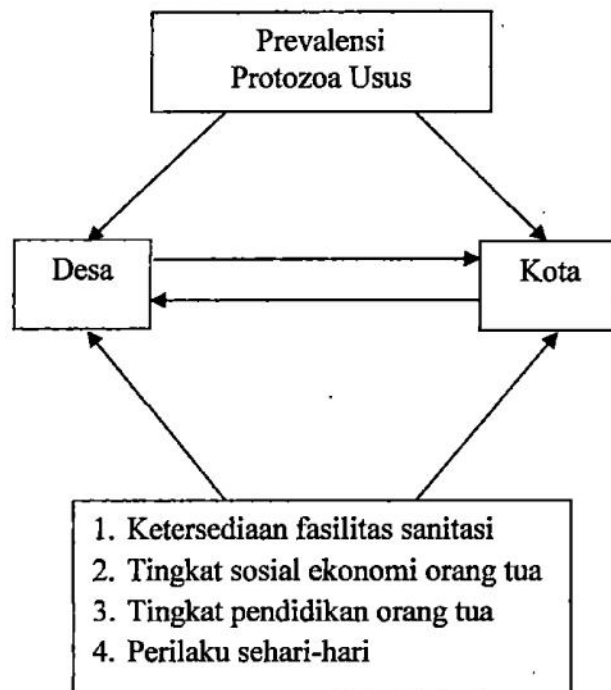 Prevalensi
Protozoa Usus
Desa
Kota
1. Ketersediaan fasilitas sanitasi
2. Tingkat sosial ekonomi orang tua
3. Tingkat pendidikan orang tua
4. Perilaku sehari-hari